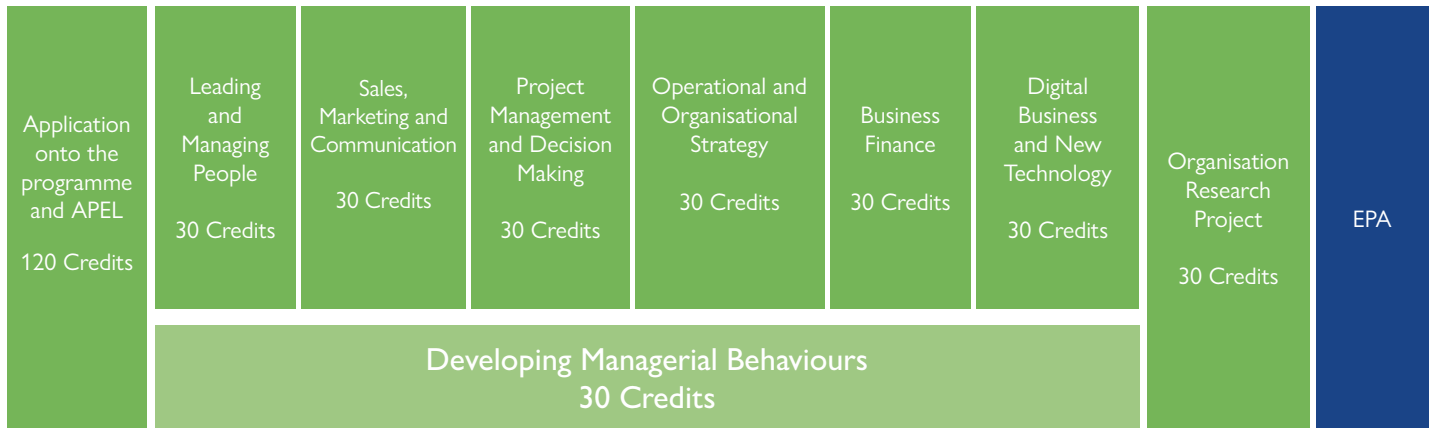 Application
onto the
programme
and APEL
120 Credits
Leading
and
Managing
People
30 Credits
Sales,
Marketing and
Communication
30 Credits
Project
Management
and Decision
Making
30 Credits
Operational and
Organisational
Strategy
30 Credits
Business
Finance
30 Credits
Digital
Business
and New
Technology
30 Credits
Developing Managerial Behaviours
30 Credits
Organisation
Research
Project
30 Credits
EPA